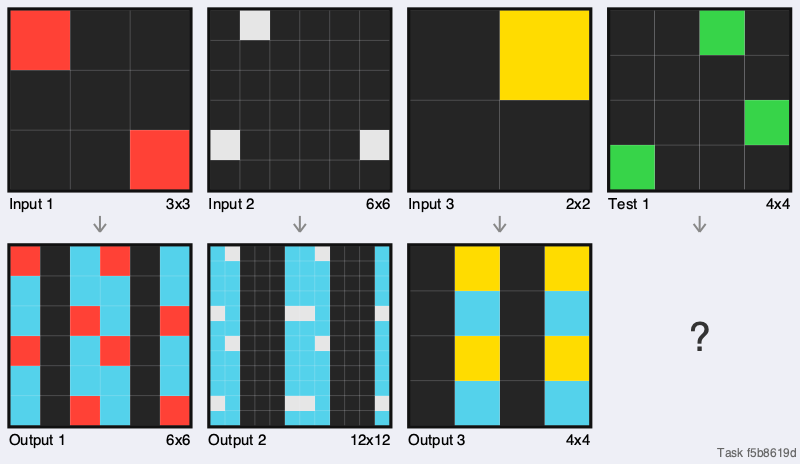 Input 1 3x3
Input 2 6x6
Input 3 2x2
Test 1 4x4
Output 1 6x6
Output 2 12x12
Output 3 4x4
?
Task f5b8619d